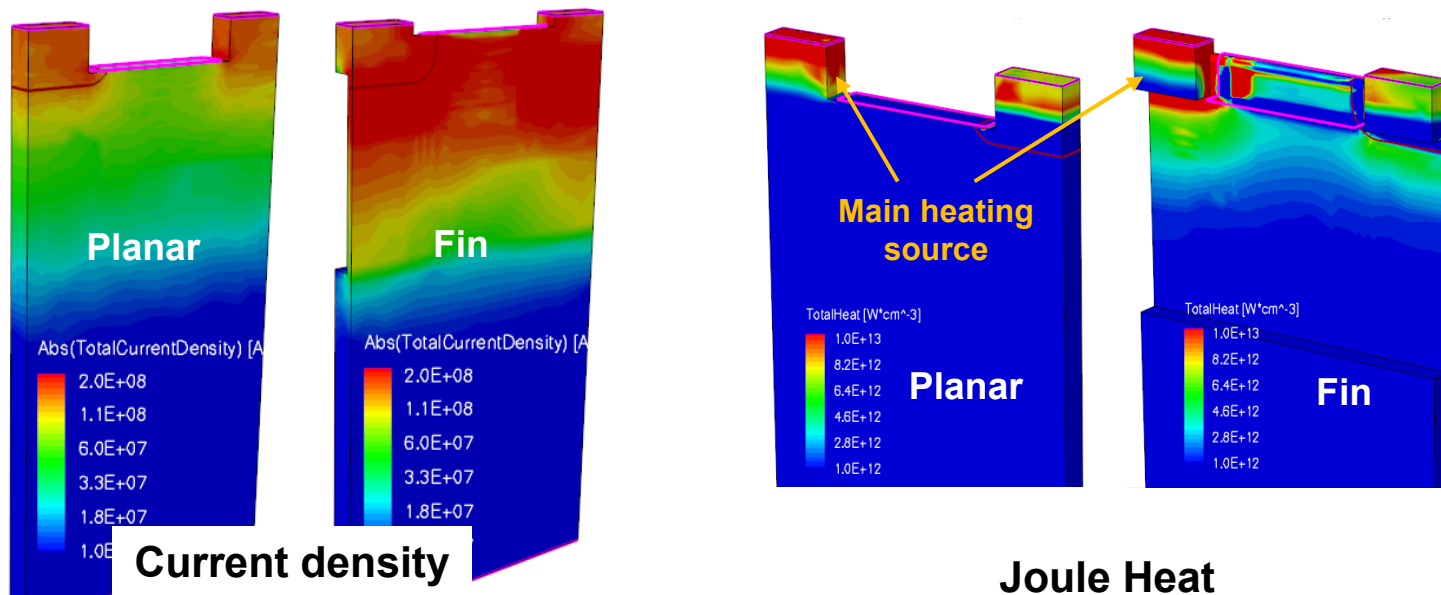 Planar
Abs(TotalCurrentDensity) [A
2.0E+08
1.1E+08
6.0E+07
3.3E+07
1.8E+07
1.0E
Fin
Abs(TotalCurrentDensity) [A
2.0E+08
1.1E+08
6.0E+07
3.3E+07
1.8E+07
Current density
Main heating
source
TotalHeat [W*cm^-3]
1.0E+13
8.2E+12
6.4E+12
4.6E+12
2.8E+12
1.0E+12
Planar
TotalHeat [W*cm^-3]
1.0E+13
8.2E+12
6.4E+12
4.6E+12
2.8E+12
1.0E+12
Fin
Joule Heat